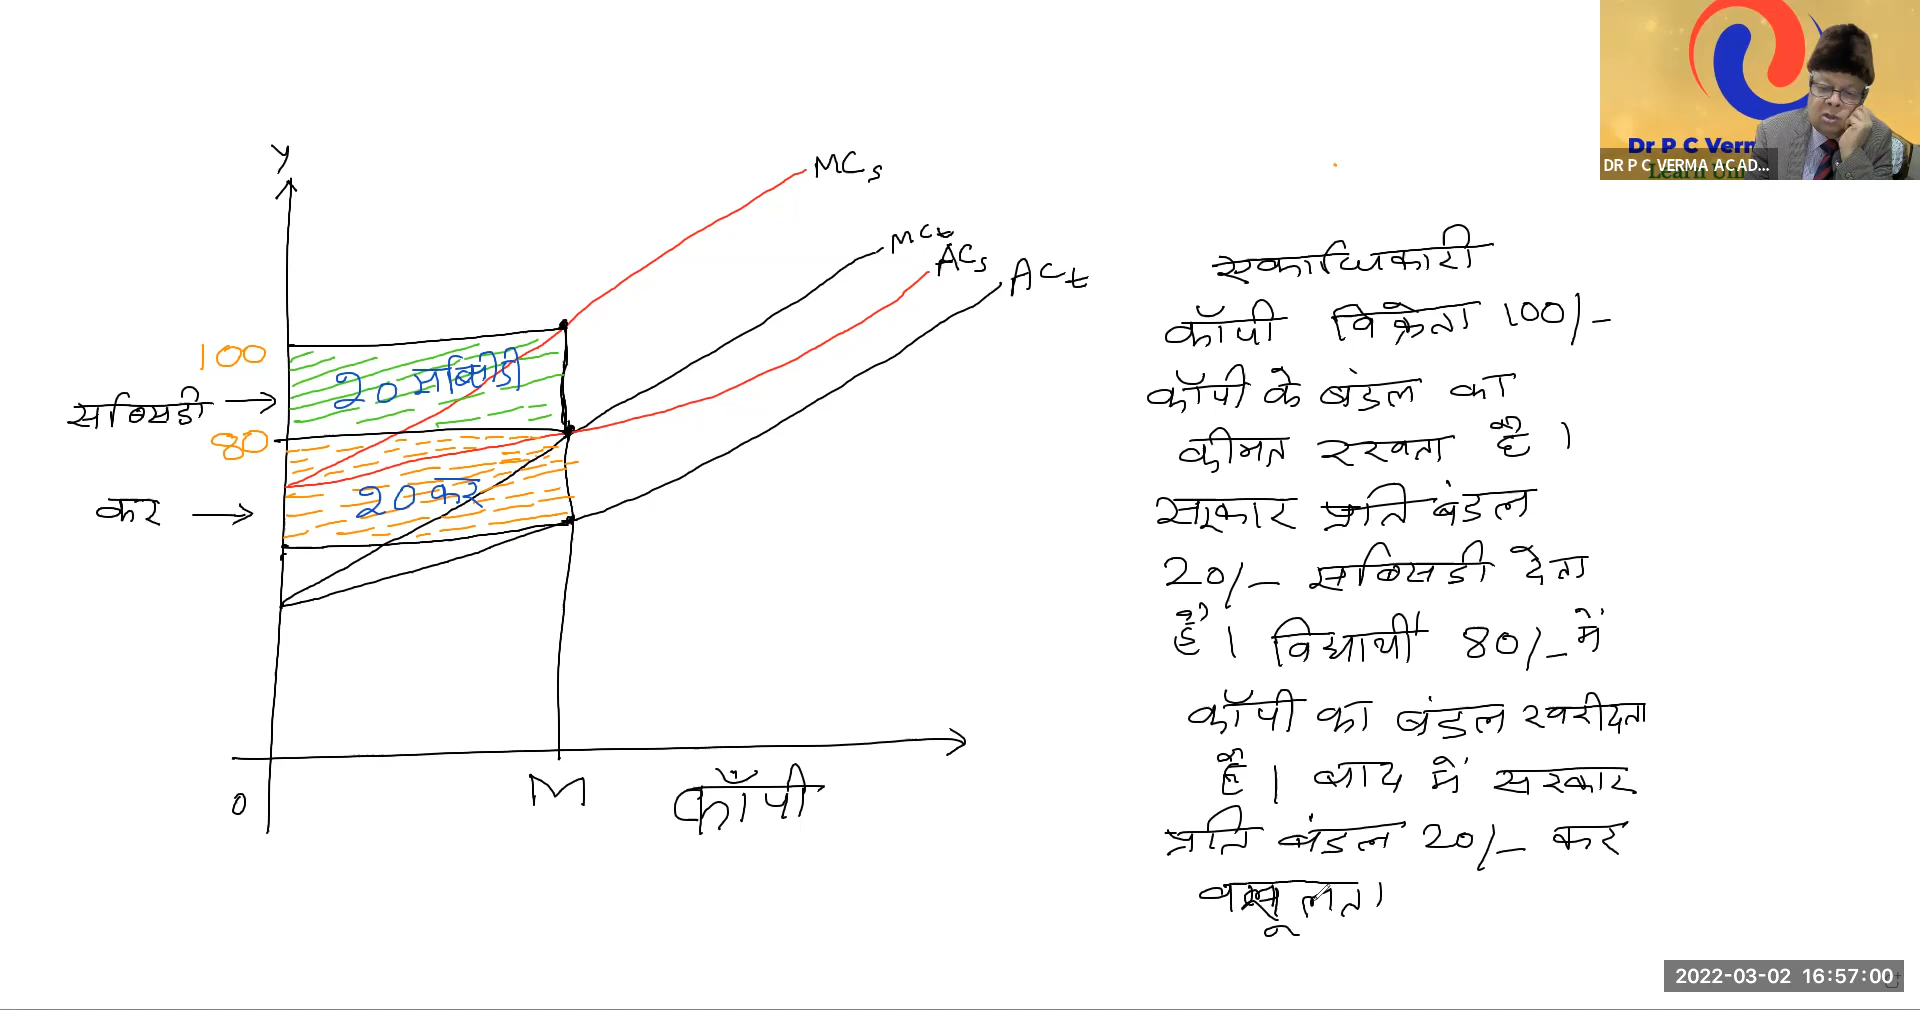 Dr P C Verm
DR P C VERMA ACAD...
Learn Un
y
MCs
MCt
ACs
ACt
100
सब्सिडी
80
कर
20 सब्सिडी
20 कर
0
M
कॉपी
एकाधिकारी
कॉपी विक्रेता 100/-
कॉपी के बंडल का
कीमत रखता है।
सरकार प्रति बंडल
20/- सब्सिडी देता
है। विद्यार्थी 80/- में
कॉपी का बंडल खरीदता
है। बाद में सरकार
प्रति बंडल 20/- कर
वसूलत।
2022-03-02 16:57:00